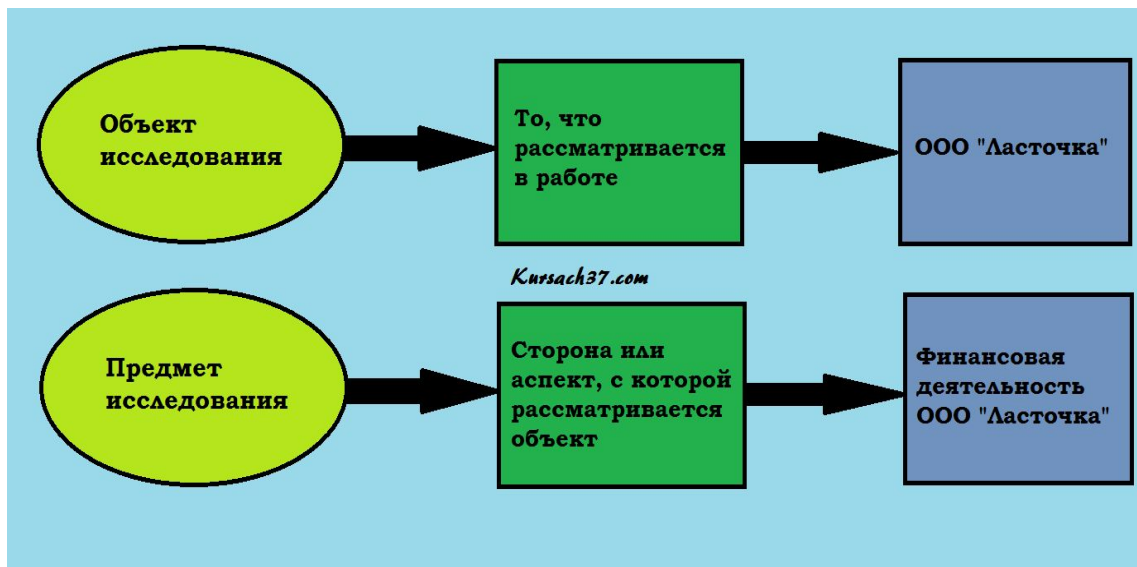 Объект
исследования
То, что
рассматривается
в работе
ООО "Ласточка"
Kursach37.com
Предмет
исследования
Сторона или
аспект, с которой
рассматривается
объект
Финансовая
деятельность
ООО "Ласточка"